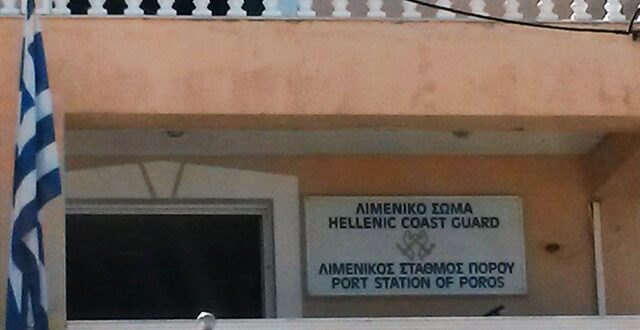 ΛΙΜΕΝΙΚΟ ΣΩΜΑ
HELLENIC COAST GUARD
ΛΙΜΕΝΙΚΟΣ ΣΤΑΘΜΟΣ ΠΟΡΟΥ
PORT STATION OF POROS